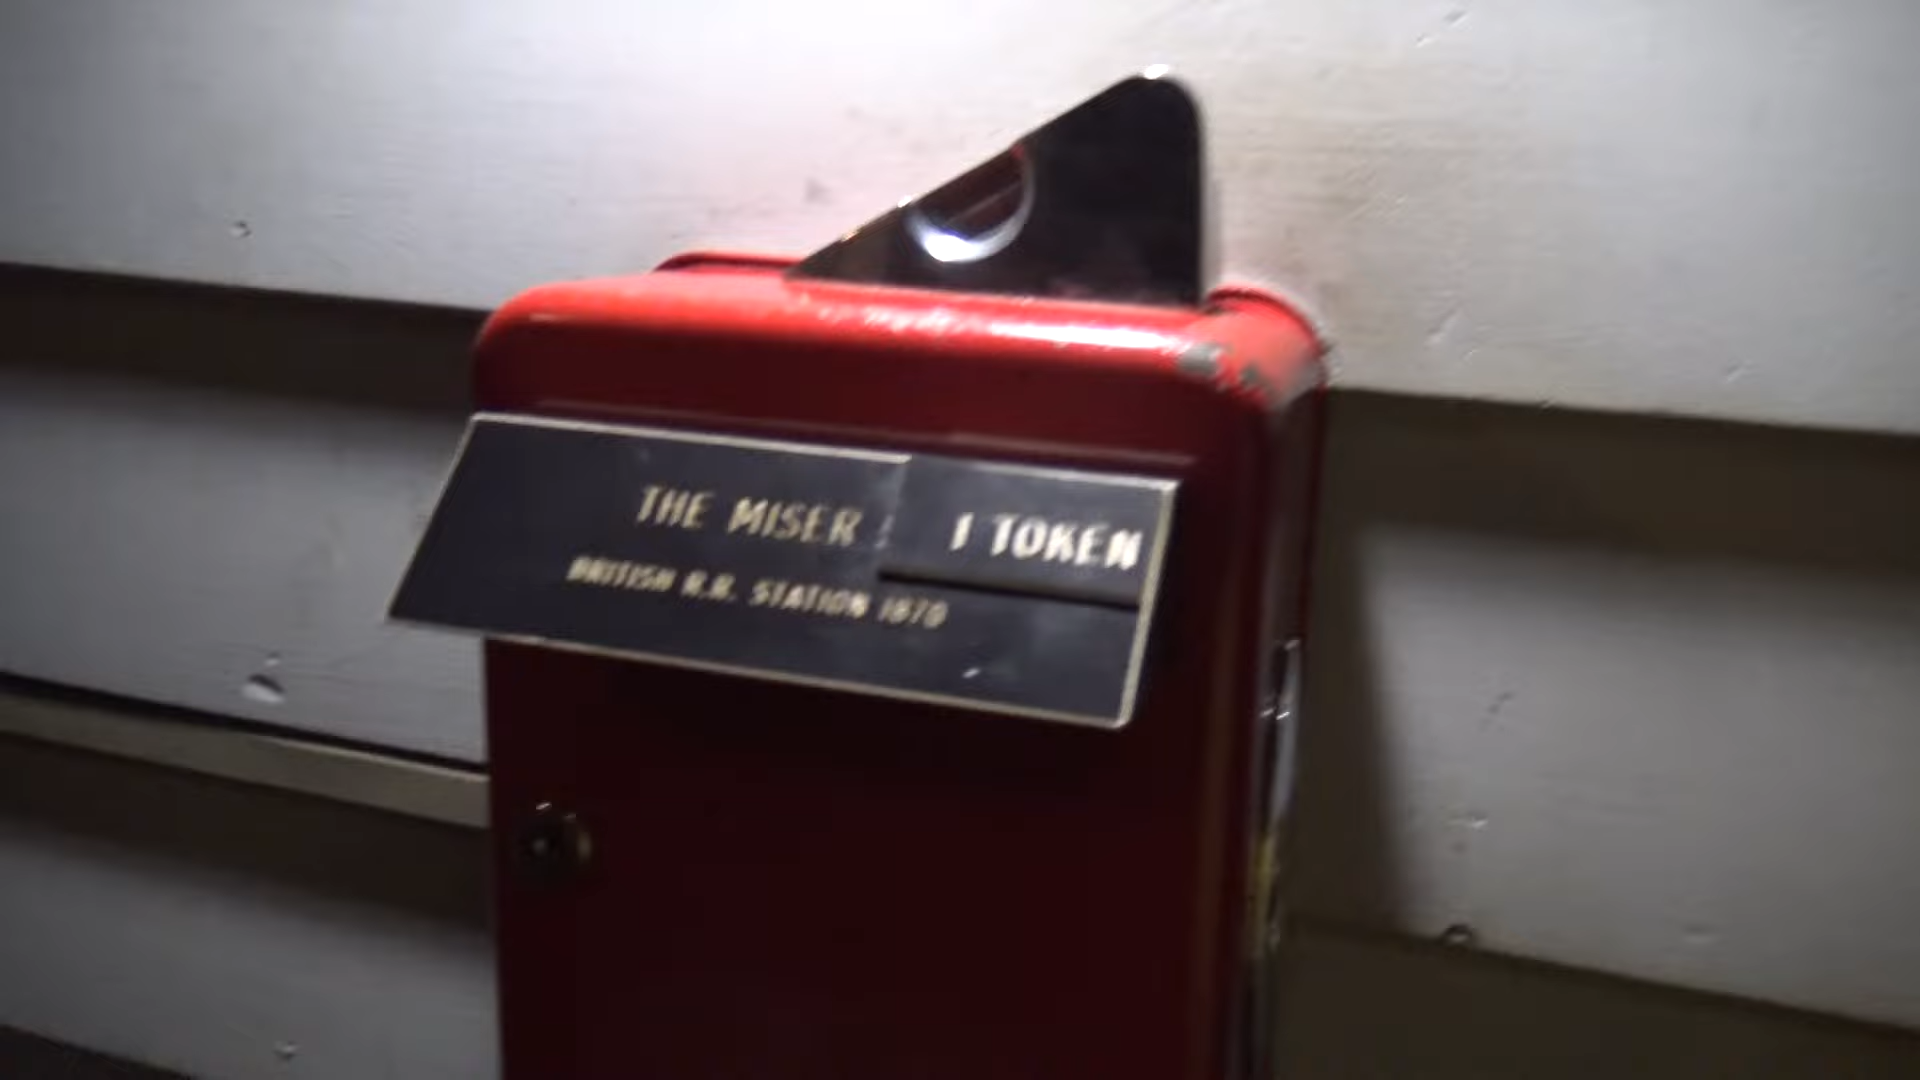 THE MISER 1 TOKEN
BRITISH R.R. STATION 1870